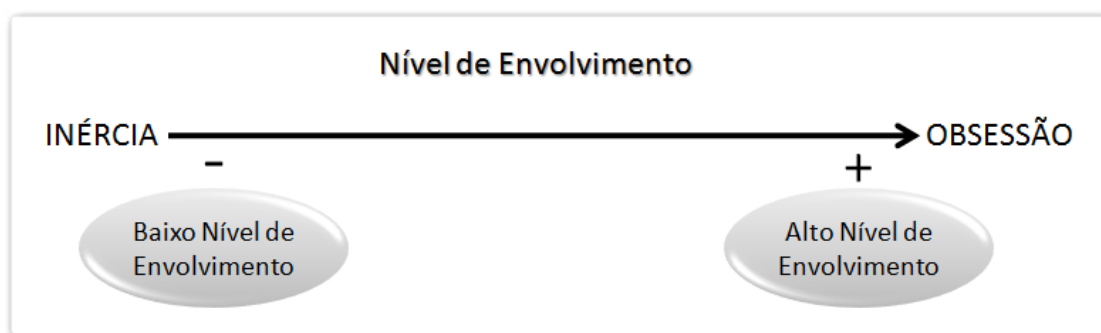 Nível de Envolvimento
INÉRCIA
OBSESSÃO
-
+
Baixo Nível de
Envolvimento
Alto Nível de
Envolvimento